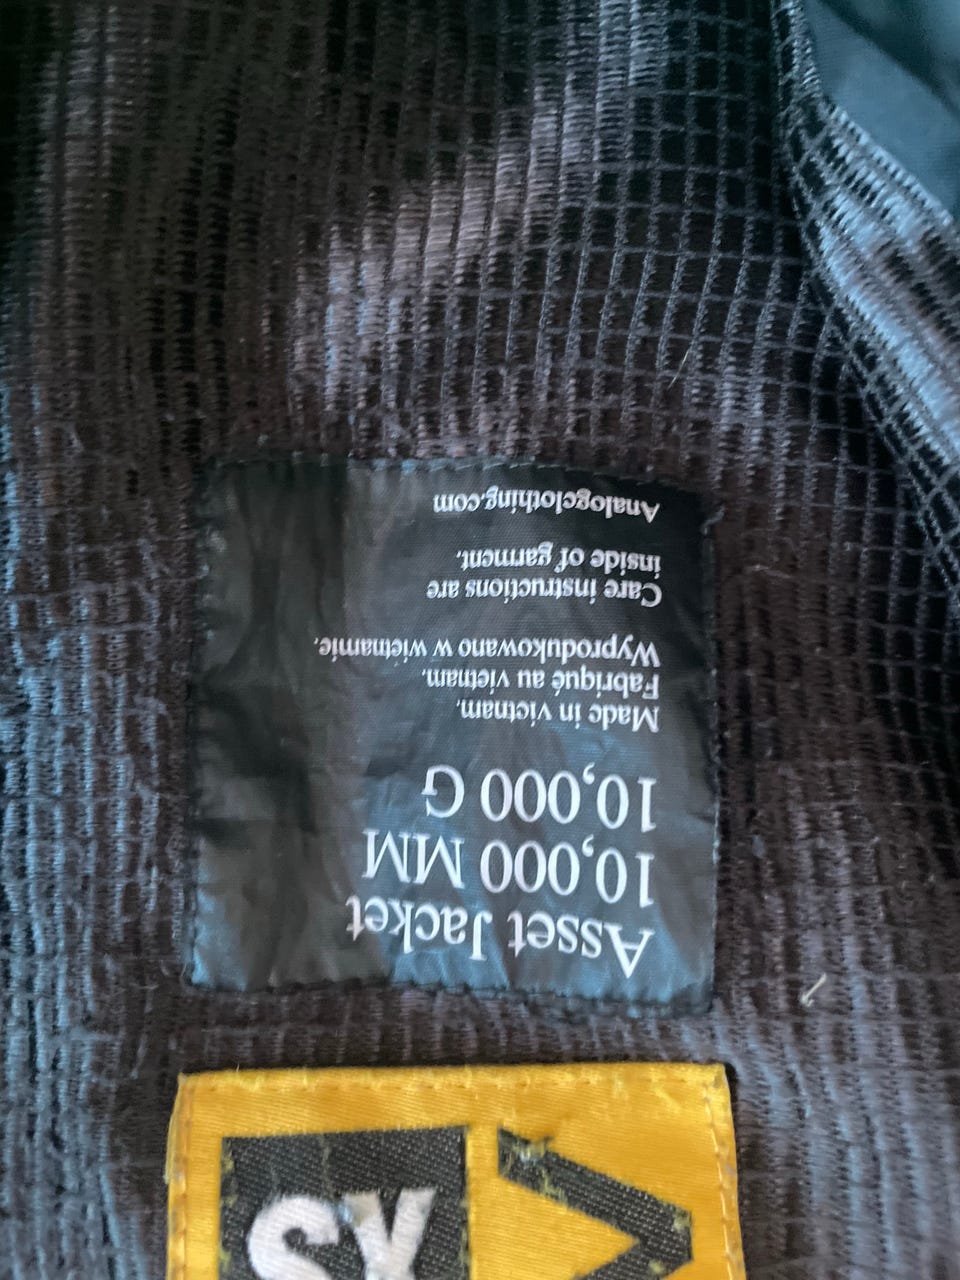 XS
Asset Jacket
10,000 MM
10,000 G
Made in vietnam.
Fabriqué au vietnam.
Wyprodukowano w wietnamie.
Care instructions are
inside of garment.
Analogclothing.com